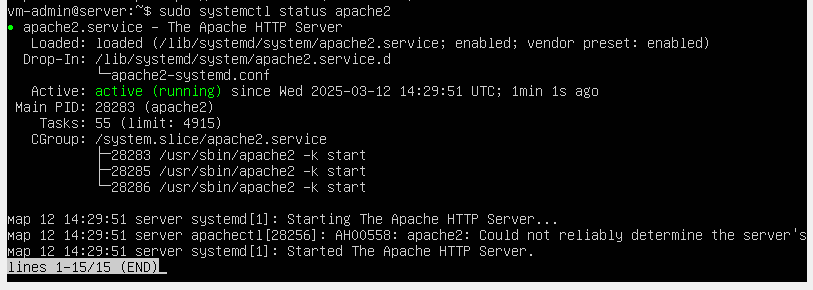 vm-admin@server:~$ sudo systemctl status apache2
● apache2.service – The Apache HTTP Server
Loaded: loaded (/lib/systemd/system/apache2.service; enabled; vendor preset: enabled)
Drop-In: /lib/systemd/system/apache2.service.d
└─apache2-systemd.conf
Active: active (running) since Wed 2025-03-12 14:29:51 UTC; 1min 1s ago
Main PID: 28283 (apache2)
Tasks: 55 (limit: 4915)
CGroup: /system.slice/apache2.service
├─28283 /usr/sbin/apache2 -k start
├─28285 /usr/sbin/apache2 -k start
└─28286 /usr/sbin/apache2 -k start
мар 12 14:29:51 server systemd[1]: Starting The Apache HTTP Server...
мар 12 14:29:51 server apachectl[28256]: AH00558: apache2: Could not reliably determine the server's
мар 12 14:29:51 server systemd[1]: Started The Apache HTTP Server.
lines 1-15/15 (END)